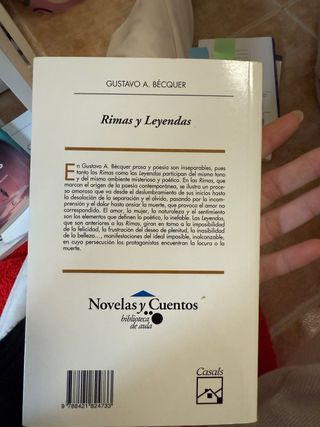 GUSTAVO A. BÉCQUER
Rimas y Leyendas
En Gustavo A. Bécquer prosa y poesía son inseparables, pues
tanto las Rimas como las Leyendas participan del mismo tono
y del mismo ambiente misterioso y poético. En las Rimas, que
marcan el origen de la poesía contemporánea, se ilustra un proce-
so amoroso que va desde el deslumbramiento de sus inicios hasta
la desolación de la separación y el olvido, pasando por la incom-
prensión y el dolor hasta ansiar la muerte, que provoca el amor no
correspondido. El amor, la mujer, la naturaleza y el sentimiento
son los elementos que definen lo poético, lo inefable. Las Leyendas,
que son anteriores a las Rimas, giran en torno a la imposibilidad
de la felicidad, la frustración del deseo de plenitud, la inasibilidad
de la belleza..., manifestaciones del ideal imposible, inalcanzable,
en cuya persecución los protagonistas encuentran la locura o la
muerte.
Novelas y Cuentos
biblioteca
de aula
Casals
9 788421 824733